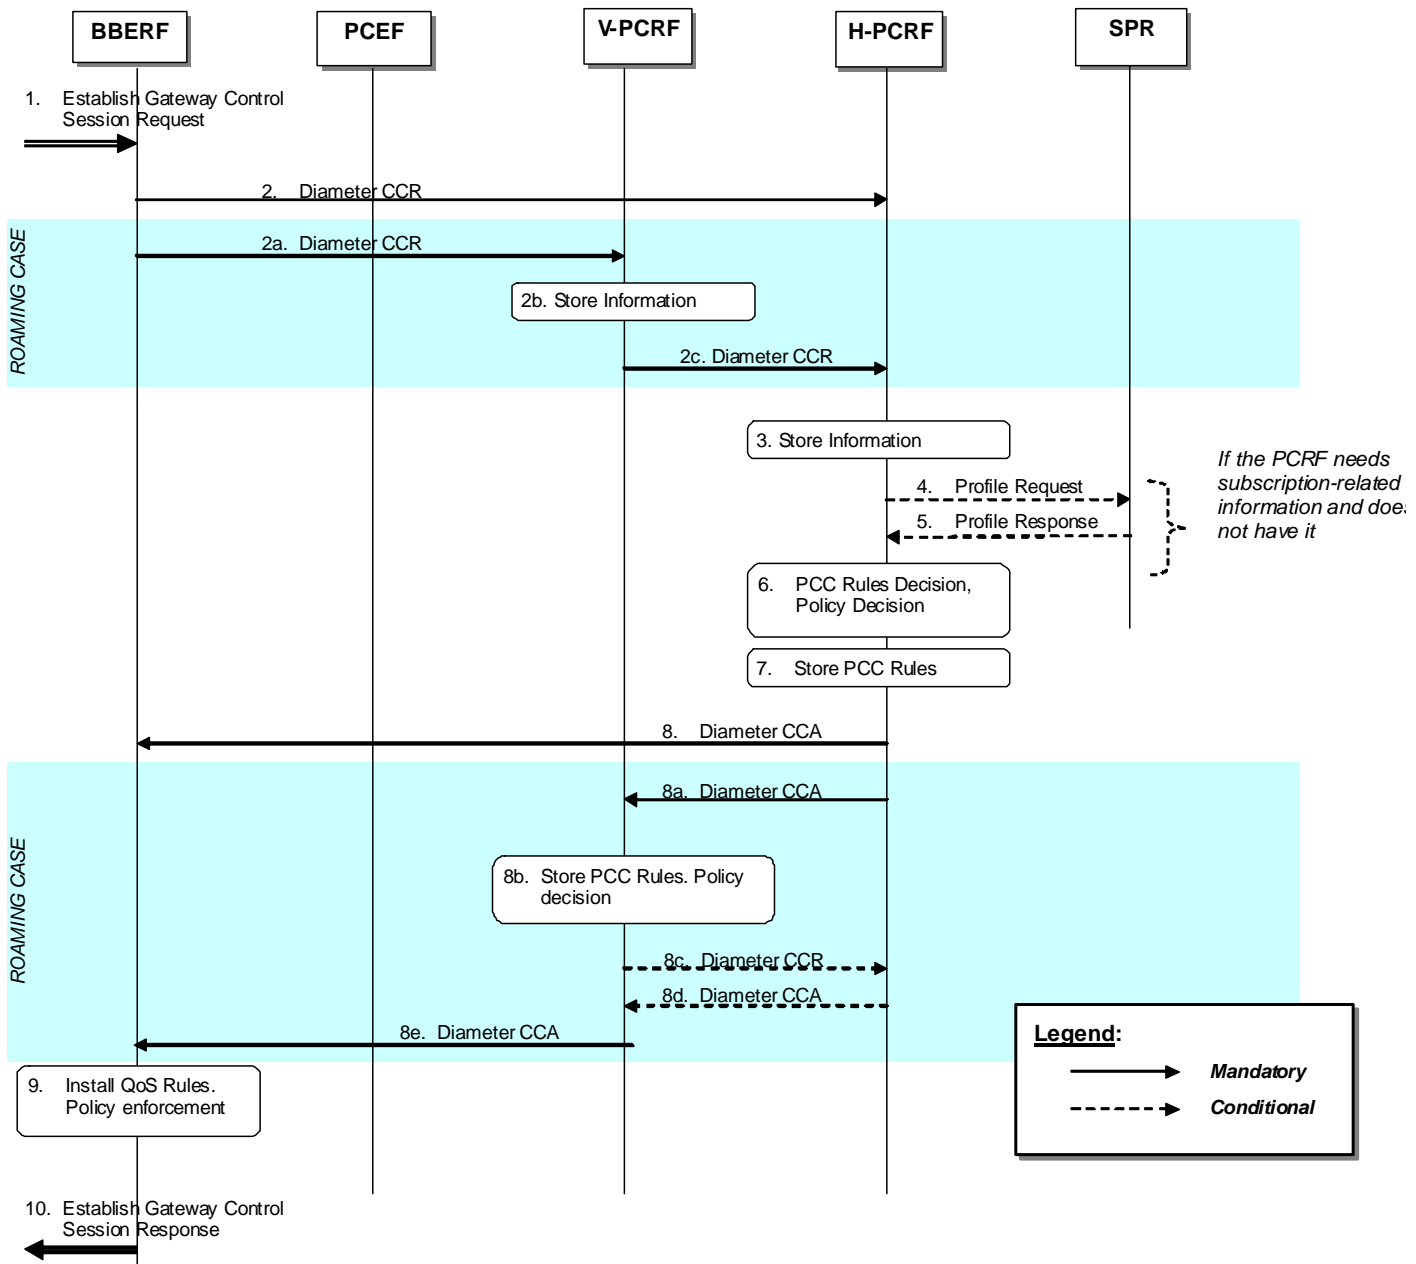 BBERF
PCEF
V-PCRF
H-PCRF
SPR
1. Establish Gateway Control
Session Request
2. Diameter CCR
ROAMING CASE
2a. Diameter CCR
2b. Store Information
2c. Diameter CCR
3. Store Information
4. Profile Request
5. Profile Response
If the PCRF needs
subscription-related
information and does
not have it
6. PCC Rules Decision,
Policy Decision
7. Store PCC Rules
8. Diameter CCA
ROAMING CASE
8a. Diameter CCA
8b. Store PCC Rules. Policy
decision
8c. Diameter CCR
8d. Diameter CCA
8e. Diameter CCA
Legend:
Mandatory
Conditional
9. Install QoS Rules.
Policy enforcement
10. Establish Gateway Control
Session Response